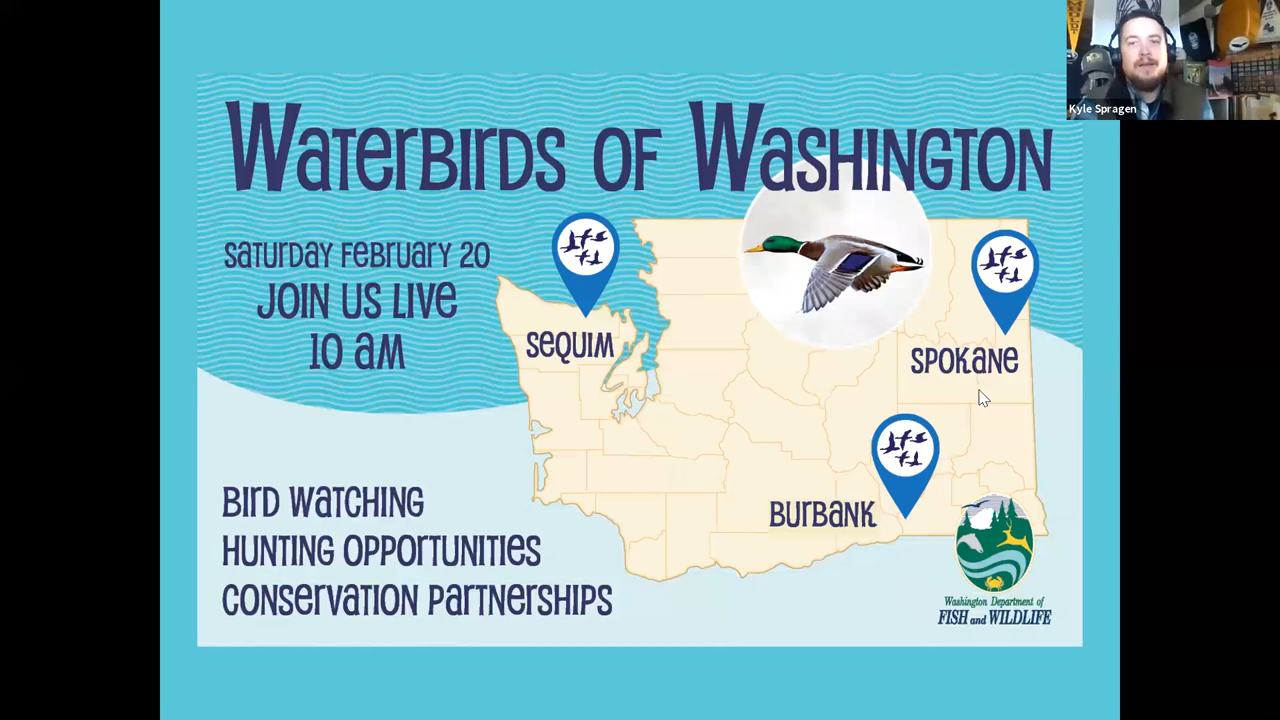 Kyle Spragen
Waterbirds of Washington
Saturday February 20
Join us live
10 am
Sequim
Spokane
Burbank
Bird watching
Hunting opportunities
Conservation partnerships
Washington Department of
FISH and WILDLIFE